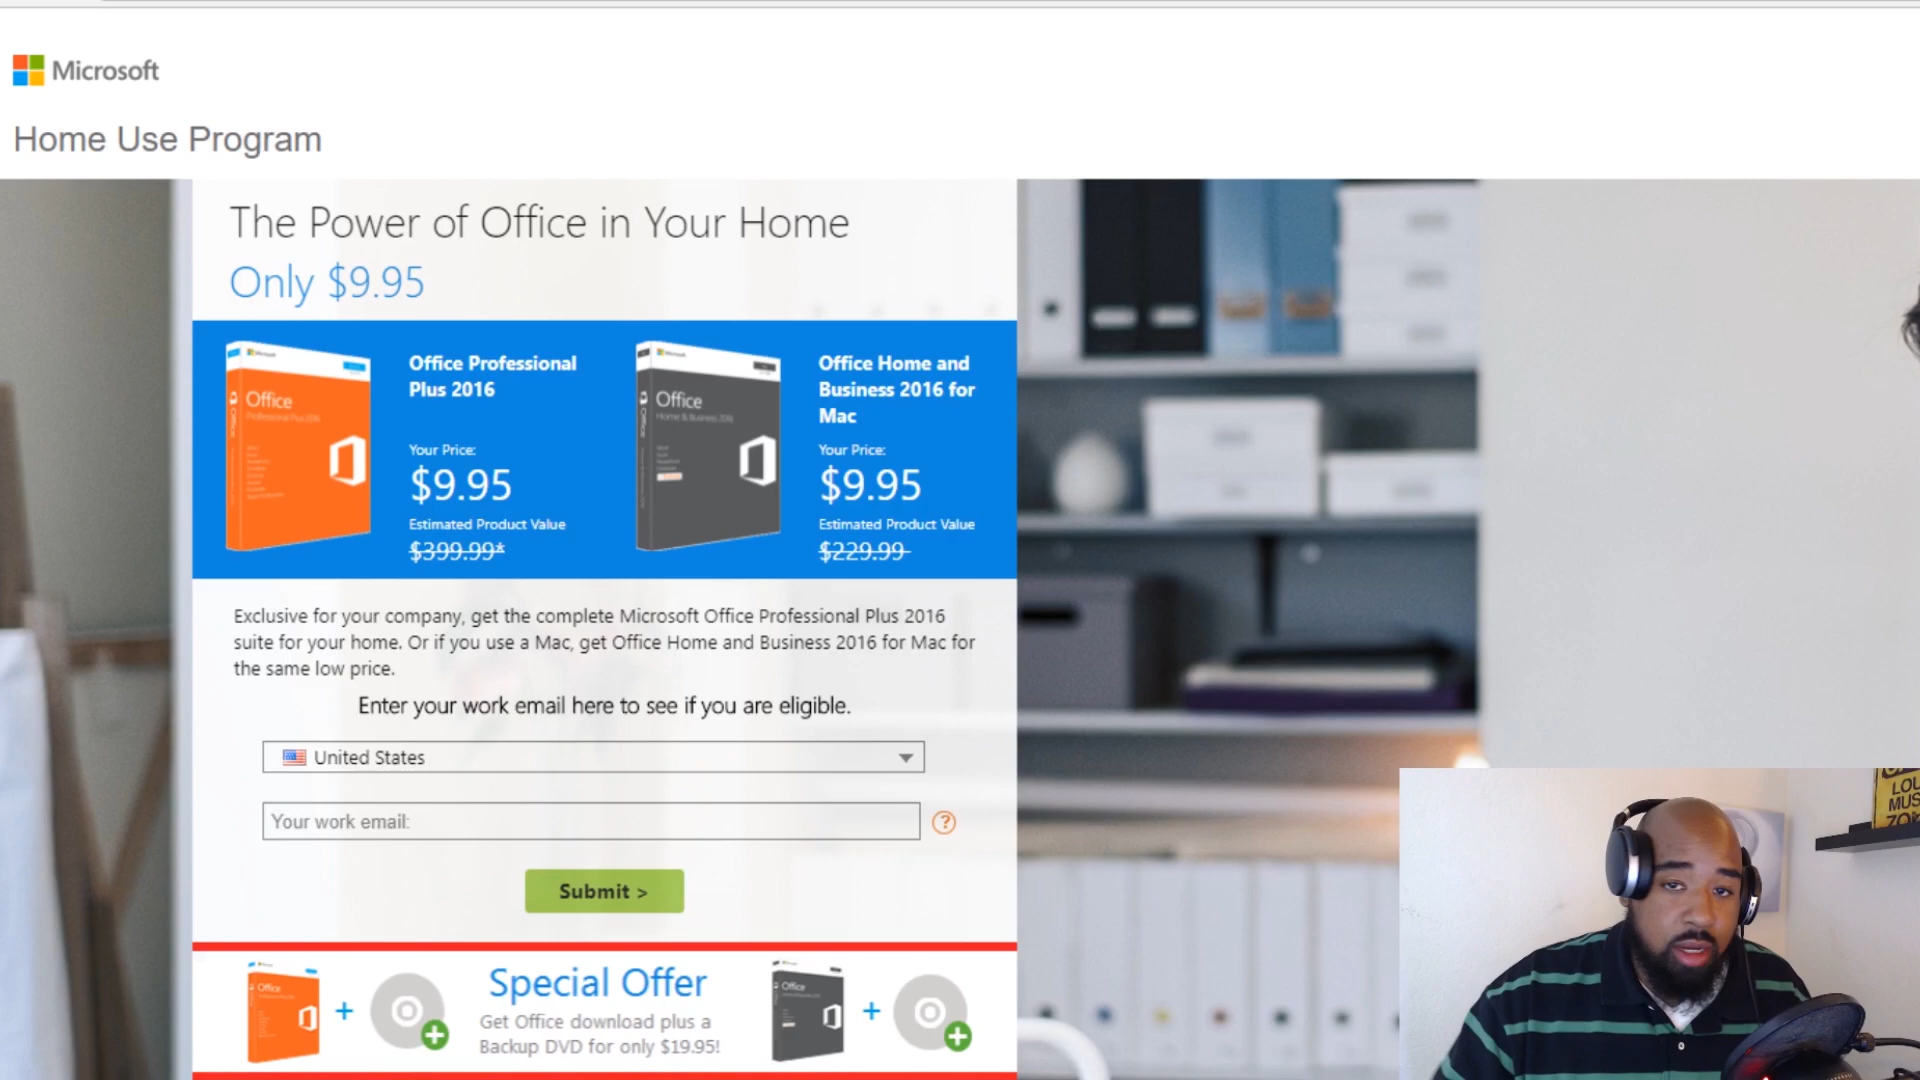 Microsoft
Home Use Program
The Power of Office in Your Home
Only $9.95
Office
Office Professional
Plus 2016
Your Price:
$9.95
Estimated Product Value
$399.99*
Office
Office Home and
Business 2016 for
Mac
Your Price:
$9.95
Estimated Product Value
$229.99
Exclusive for your company, get the complete Microsoft Office Professional Plus 2016
suite for your home. Or if you use a Mac, get Office Home and Business 2016 for Mac for
the same low price.
Enter your work email here to see if you are eligible.
United States
Your work email:
?
Submit >
Office
+
Special Offer
Get Office download plus a
Backup DVD for only $19.95!
Office
+
LOU
MUS